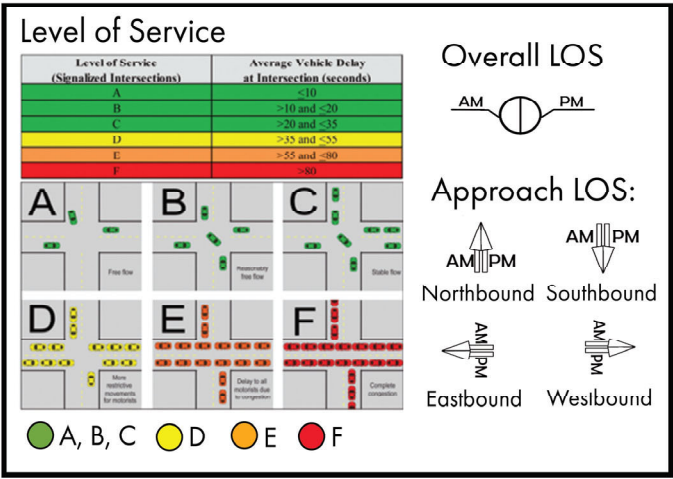 Level of Service
Level of Service
(Signalized Intersections)
Average Vehicle Delay
at Intersection (seconds)
A
≤10
B
>10 and ≤20
C
>20 and ≤35
D
>35 and ≤55
E
>55 and ≤80
F
>80
A
Free flow
B
Reasonably
free flow
C
Stable flow
D
More
restrictive
movements
for motorists
E
Delay to all
motorists due
to congestion
F
Complete
congestion
A, B, C
D
E
F
Overall LOS
AM
PM
Approach LOS:
AM PM
Northbound
AM PM
Southbound
AM
PM
Eastbound
AM
PM
Westbound